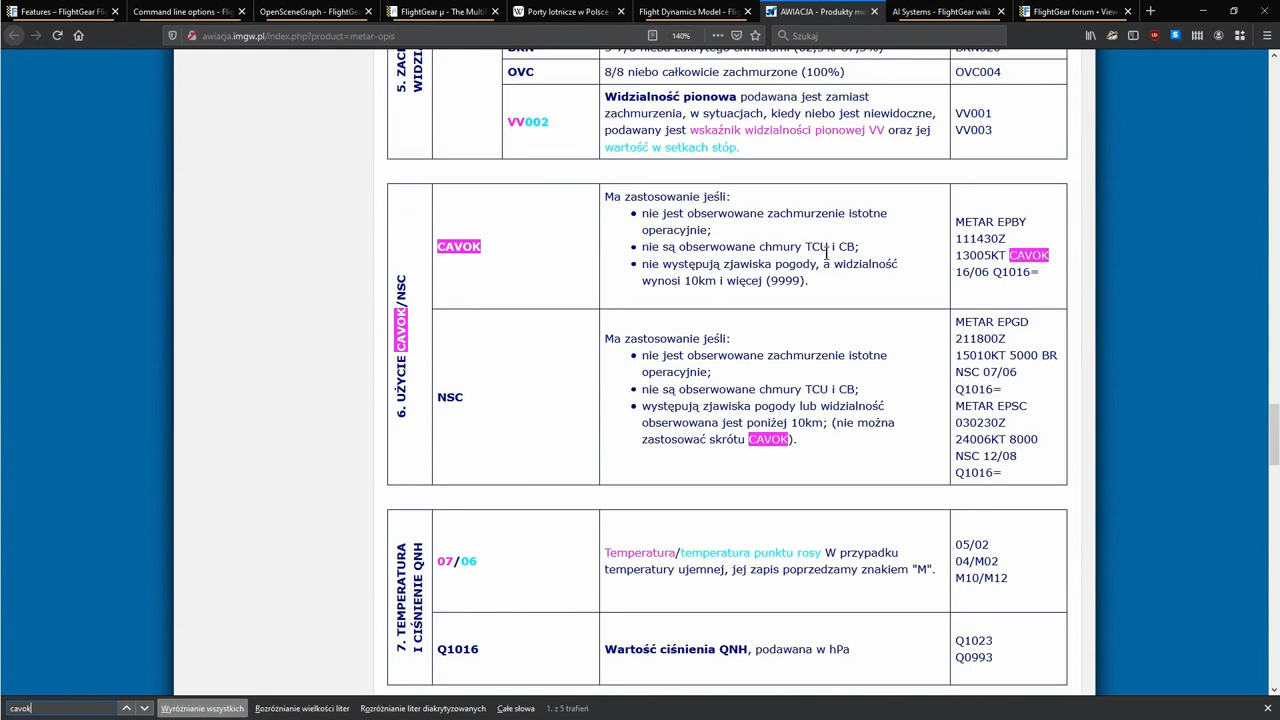 Features – FlightGear Fli
Command line options - Flig
OpenSceneGraph - FlightGe
FlightGear μ - The MultiPl
Porty lotnicze w Polsce –
Flight Dynamics Model - Flig
AWIACJA - Produkty me
AI Systems - FlightGear wiki
FlightGear forum • View
awiacja.imgw.pl/index.php?product=metar-opis
140%
Szukaj
5. ZAC
WIDZIA
OVC
8/8 niebo całkowicie zachmurzone (100%)
OVC004
VV002
Widzialność pionowa podawana jest zamiast
zachmurzenia, w sytuacjach, kiedy niebo jest niewidoczne,
podawany jest wskaźnik widzialności pionowej VV oraz jej
wartość w setkach stóp.
VV001
VV003
6. UŻYCIE CAVOK/NSC
CAVOK
Ma zastosowanie jeśli:
• nie jest obserwowane zachmurzenie istotne
operacyjnie;
• nie są obserwowane chmury TCU i CB;
• nie występują zjawiska pogody, a widzialność
wynosi 10km i więcej (9999).
METAR EPBY
111430Z
13005KT CAVOK
16/06 Q1016=
NSC
Ma zastosowanie jeśli:
• nie jest obserwowane zachmurzenie istotne
operacyjnie;
• nie są obserwowane chmury TCU i CB;
• występują zjawiska pogody lub widzialność
obserwowana jest poniżej 10km; (nie można
zastosować skrótu CAVOK).
METAR EPGD
211800Z
15010KT 5000 BR
NSC 07/06
Q1016=
METAR EPSC
030230Z
24006KT 8000
NSC 12/08
Q1016=
7. TEMPERATURA
I CIŚNIENIE QNH
07/06
Temperatura/temperatura punktu rosy W przypadku
temperatury ujemnej, jej zapis poprzedzamy znakiem "M".
05/02
04/M02
M10/M12
Q1016
Wartość ciśnienia QNH, podawana w hPa
Q1023
Q0993
cavok
Wyróżnianie wszystkich
Rozróżnianie wielkości liter
Rozróżnianie liter diakrytyzowanych
Całe słowa
1. z 5 trafień